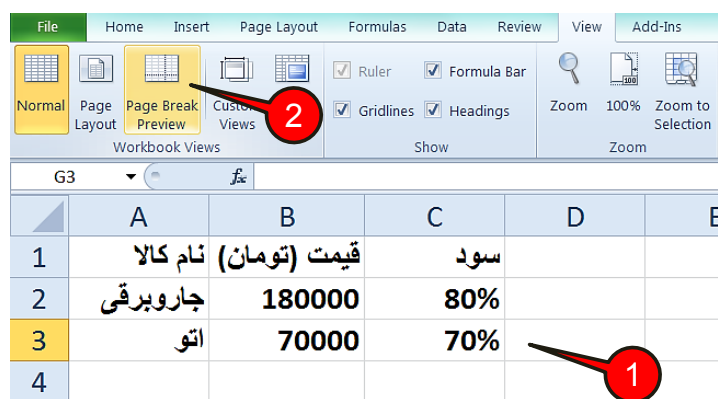 File Home Insert Page Layout Formulas Data Review View Add-Ins
Normal Page Layout Page Break Preview Views
Ruler Formula Bar
Gridlines Headings
Zoom 100% Zoom to Selection
Workbook Views Show Zoom
2
G3 fx
A B C D E
1 نام کالا قیمت (تومان) سود
2 جاروبرقی 180000 80%
3 اتو 70000 70%
4
1